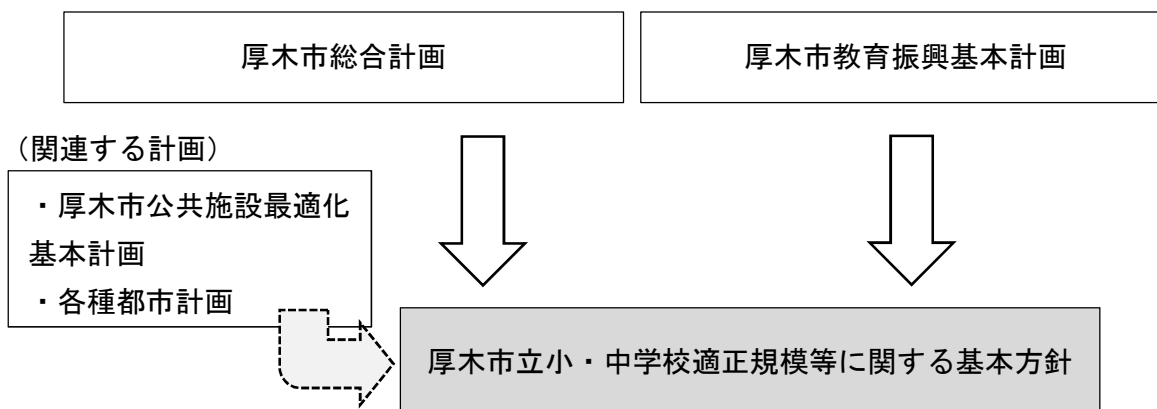 厚木市総合計画
厚木市教育振興基本計画
（関連する計画）
・厚木市公共施設最適化
基本計画
・各種都市計画
厚木市立小・中学校適正規模等に関する基本方針